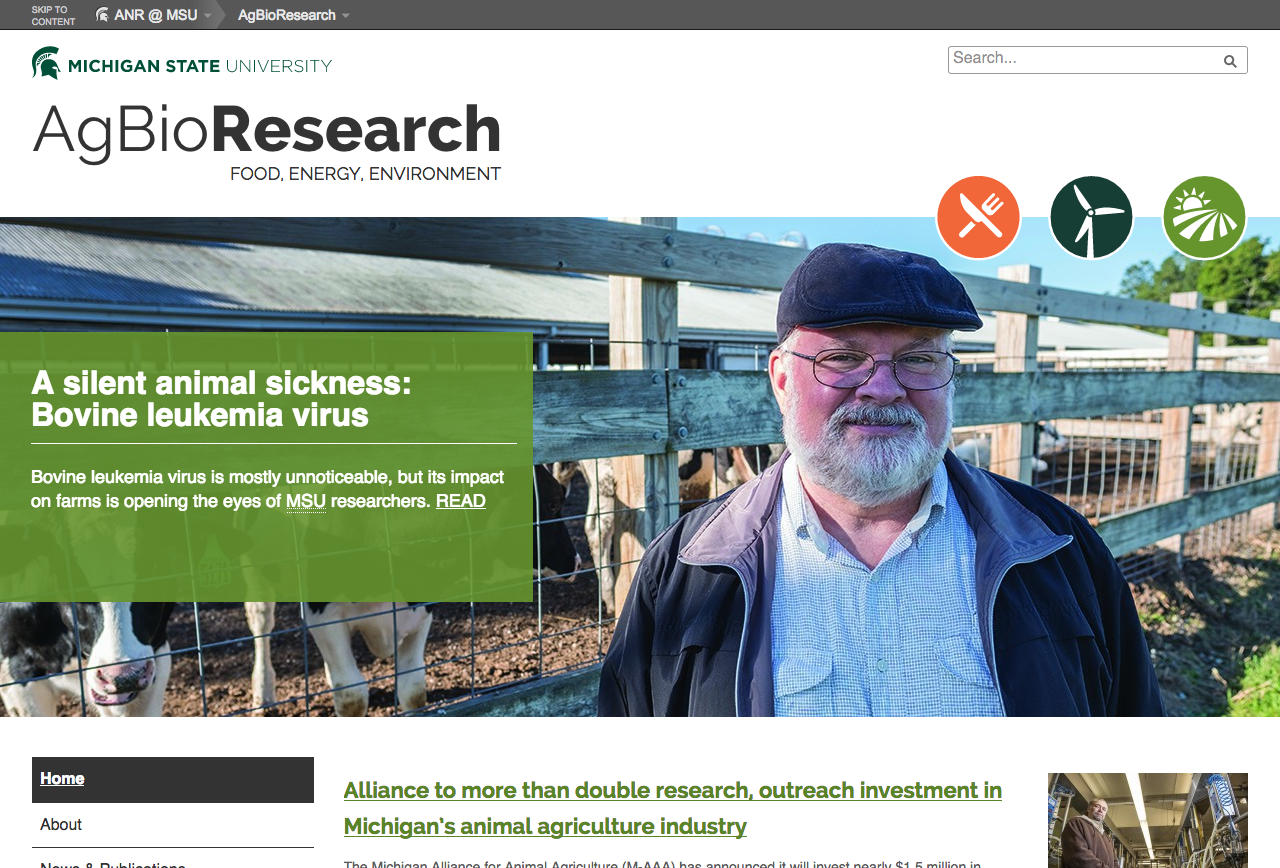 SKIP TO
CONTENT
ANR @ MSU
AgBioResearch
MICHIGAN STATE UNIVERSITY
Search...
AgBioResearch
FOOD, ENERGY, ENVIRONMENT
A silent animal sickness:
Bovine leukemia virus
Bovine leukemia virus is mostly unnoticeable, but its impact
on farms is opening the eyes of MSU researchers. READ
Home
About
News & Publications
Alliance to more than double research, outreach investment in
Michigan's animal agriculture industry
The Michigan Alliance for Animal Agriculture (M-AAA) has announced it will invest nearly $1.5 million in